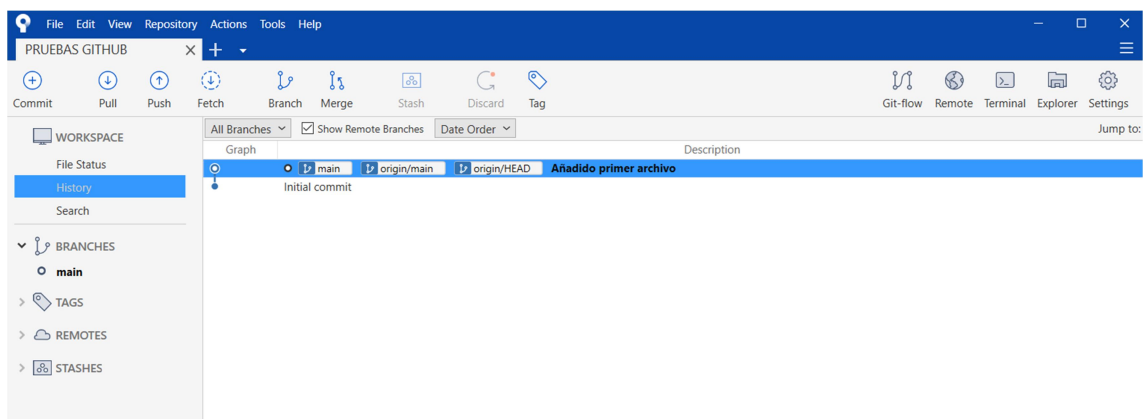 File Edit View Repository Actions Tools Help
PRUEBAS GITHUB
Commit Pull Push Fetch Branch Merge Stash Discard Tag Git-flow Remote Terminal Explorer Settings
WORKSPACE
File Status
History
Search
BRANCHES
main
TAGS
REMOTES
STASHES
All Branches Show Remote Branches Date Order Jump to:
Graph Description
main origin/main origin/HEAD Añadido primer archivo
Initial commit